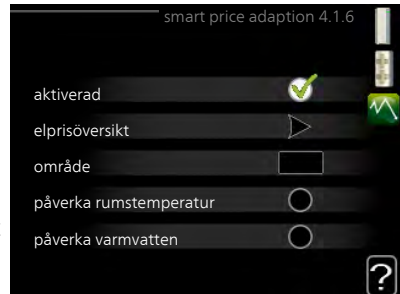 smart price adaption 4.1.6
aktiverad
elprisöversikt
område
påverka rumstemperatur
påverka varmvatten
?